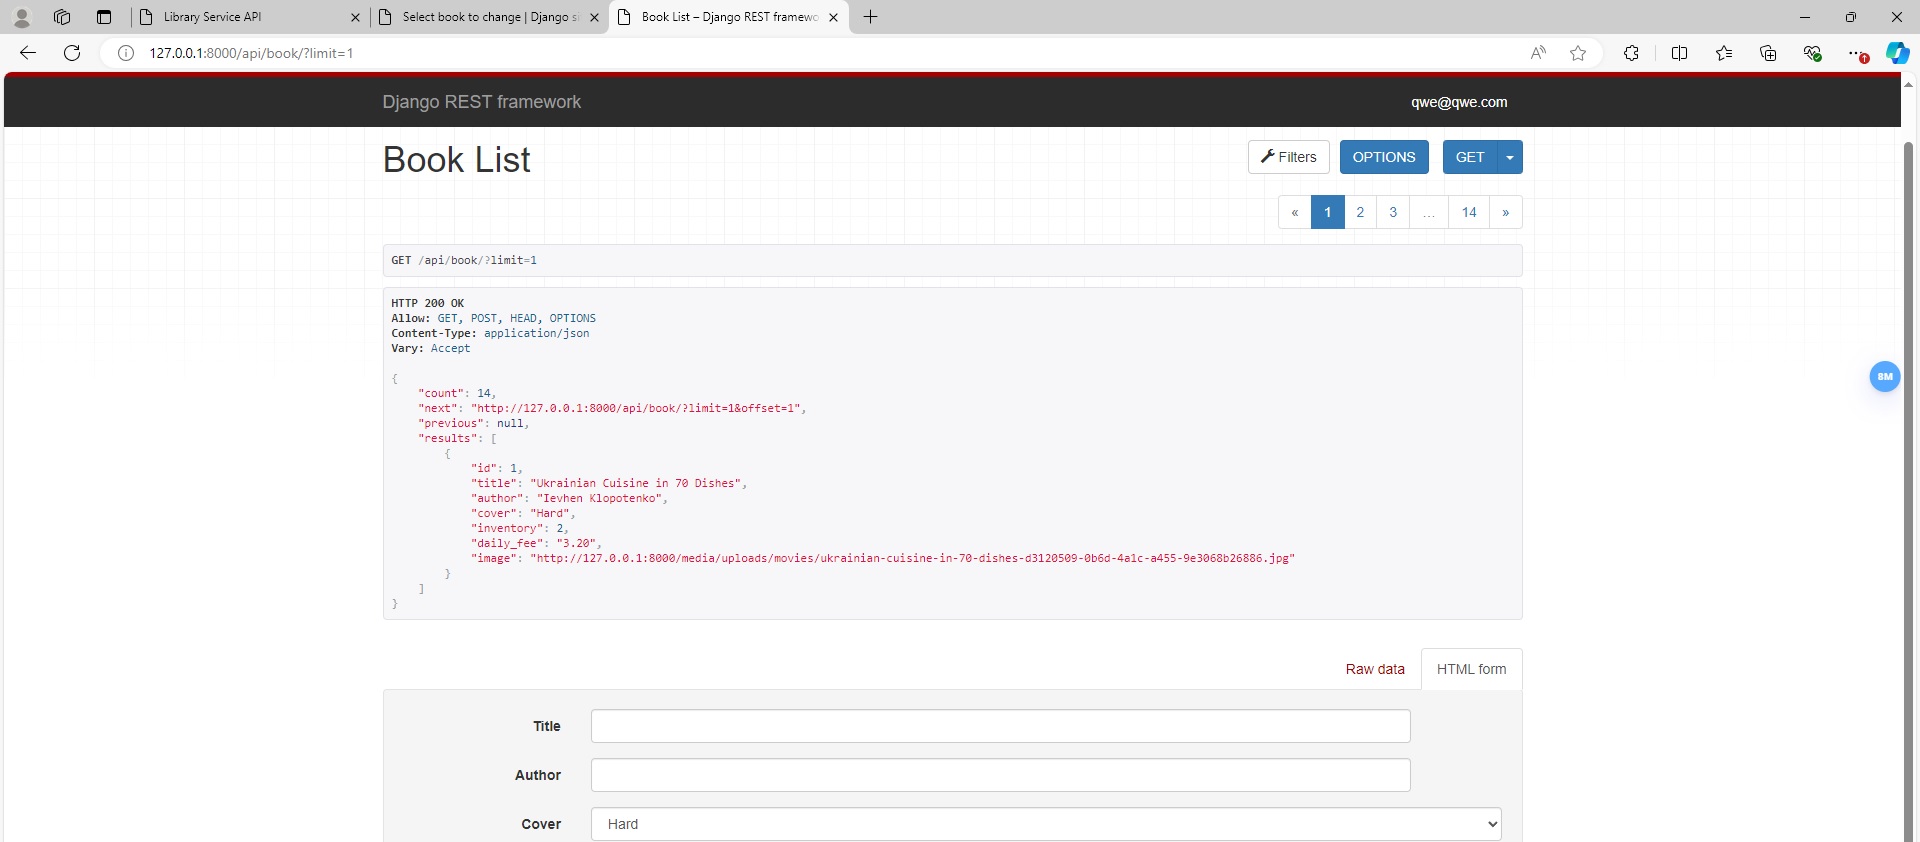 Library Service API
Select book to change | Django s
Book List – Django REST framewo
127.0.0.1:8000/api/book/?limit=1
Django REST framework
qwe@qwe.com
Book List
Filters
OPTIONS
GET
« 1 2 3 … 14 »
GET /api/book/?limit=1
HTTP 200 OK
Allow: GET, POST, HEAD, OPTIONS
Content-Type: application/json
Vary: Accept
{
"count": 14,
"next": "http://127.0.0.1:8000/api/book/?limit=1&offset=1",
"previous": null,
"results": [
{
"id": 1,
"title": "Ukrainian Cuisine in 70 Dishes",
"author": "Ievhen Klopotenko",
"cover": "Hard",
"inventory": 2,
"daily_fee": "3.20",
"image": "http://127.0.0.1:8000/media/uploads/movies/ukrainian-cuisine-in-70-dishes-d3120509-0b6d-4a1c-a455-9e3068b26886.jpg"
}
]
}
8M
Raw data
HTML form
Title
Author
Cover
Hard